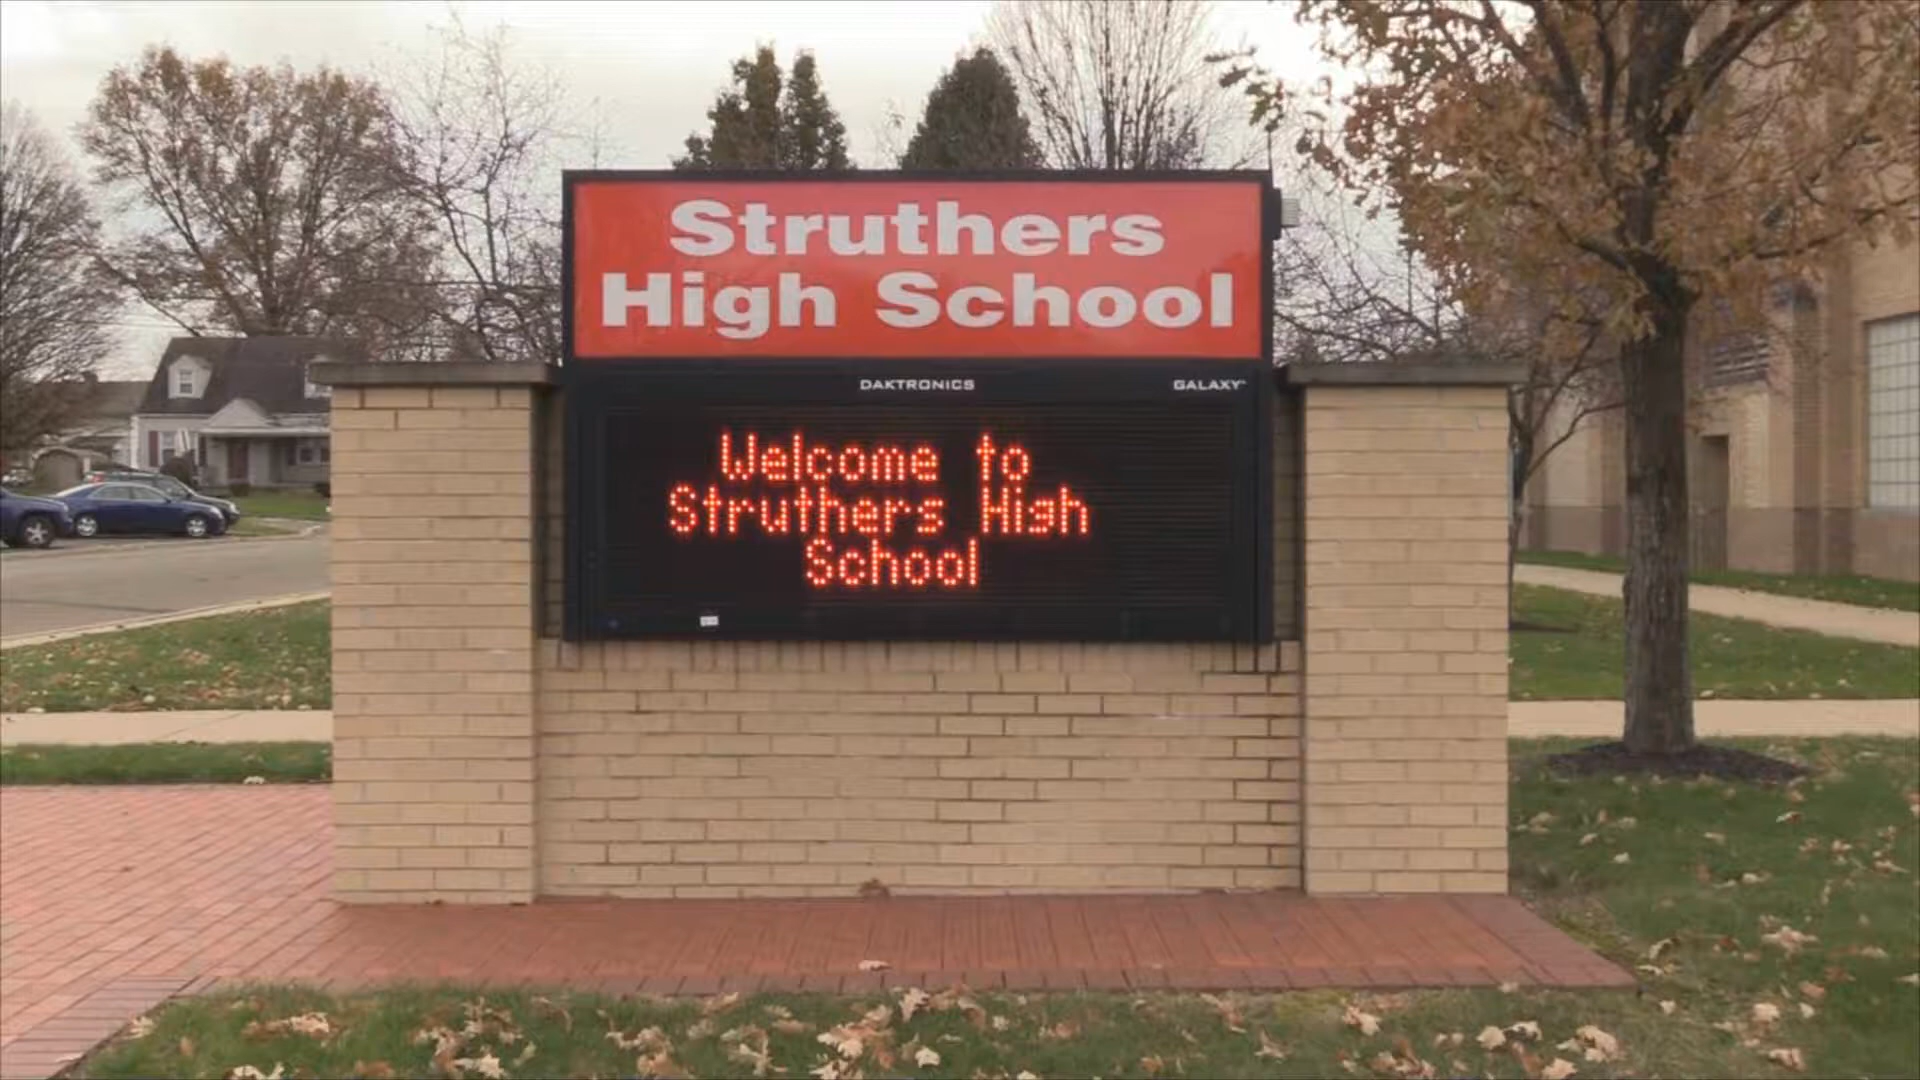 Struthers
High School
DAKTRONICS GALAXY
Welcome to
Struthers High
School